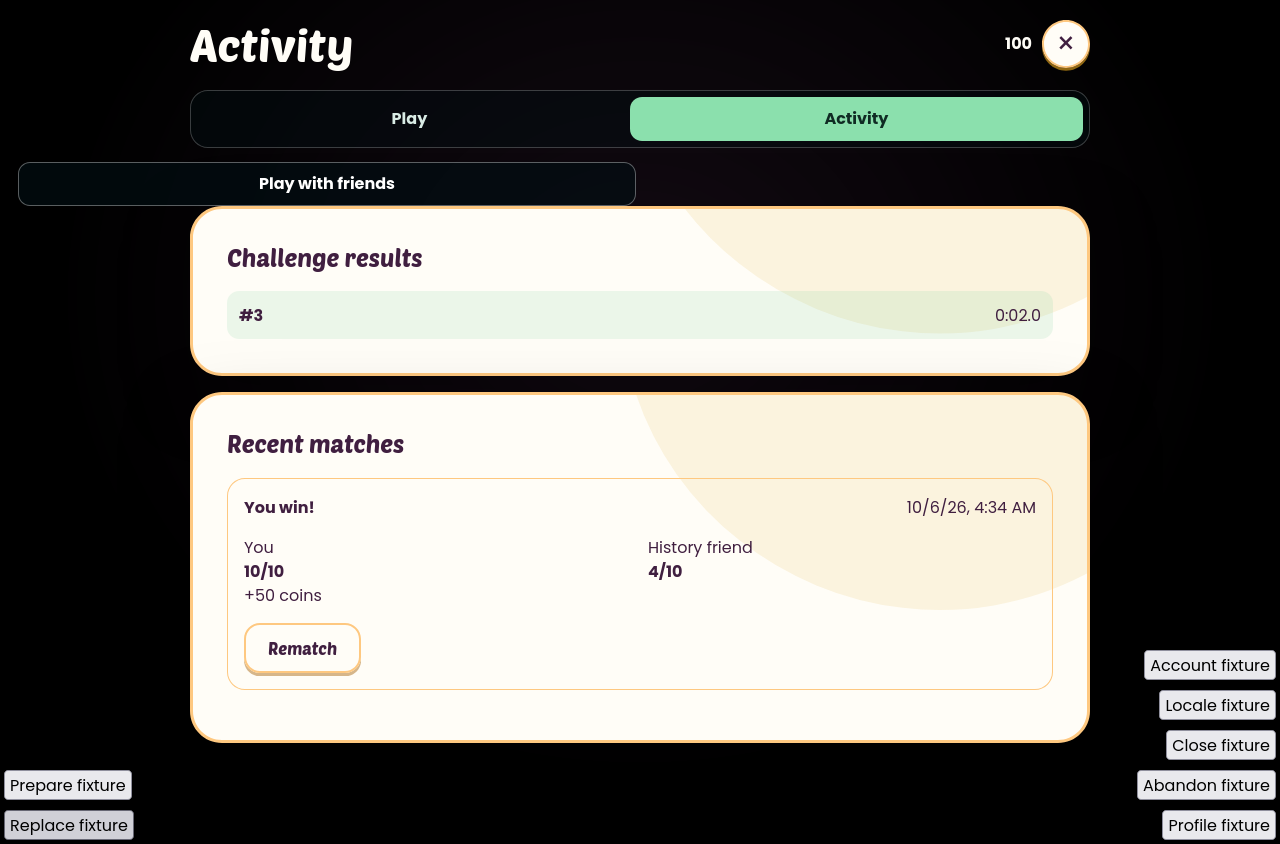 Activity
100 ✕
Play Activity
Play with friends
Challenge results
#3 0:02.0
Recent matches
You win! 10/6/26, 4:34 AM
You History friend
10/10 4/10
+50 coins
Rematch
Account fixture
Locale fixture
Close fixture
Prepare fixture Abandon fixture
Replace fixture Profile fixture